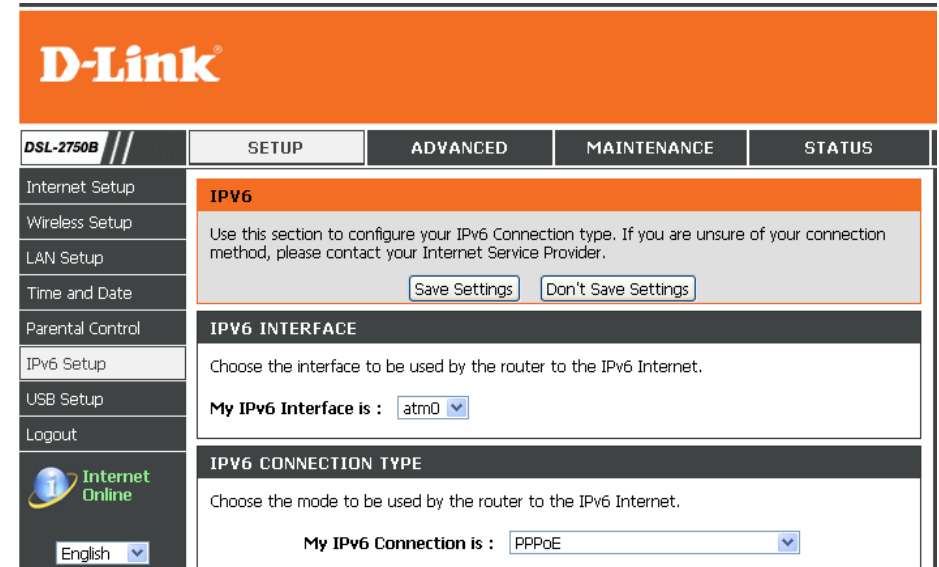 D-Link®
DSL-2750B
SETUP
ADVANCED
MAINTENANCE
STATUS
Internet Setup
Wireless Setup
LAN Setup
Time and Date
Parental Control
IPv6 Setup
USB Setup
Logout
Internet
Online
English
IPV6
Use this section to configure your IPv6 Connection type. If you are unsure of your connection
method, please contact your Internet Service Provider.
Save Settings
Don't Save Settings
IPV6 INTERFACE
Choose the interface to be used by the router to the IPv6 Internet.
My IPv6 Interface is : atm0
IPV6 CONNECTION TYPE
Choose the mode to be used by the router to the IPv6 Internet.
My IPv6 Connection is : PPPoE